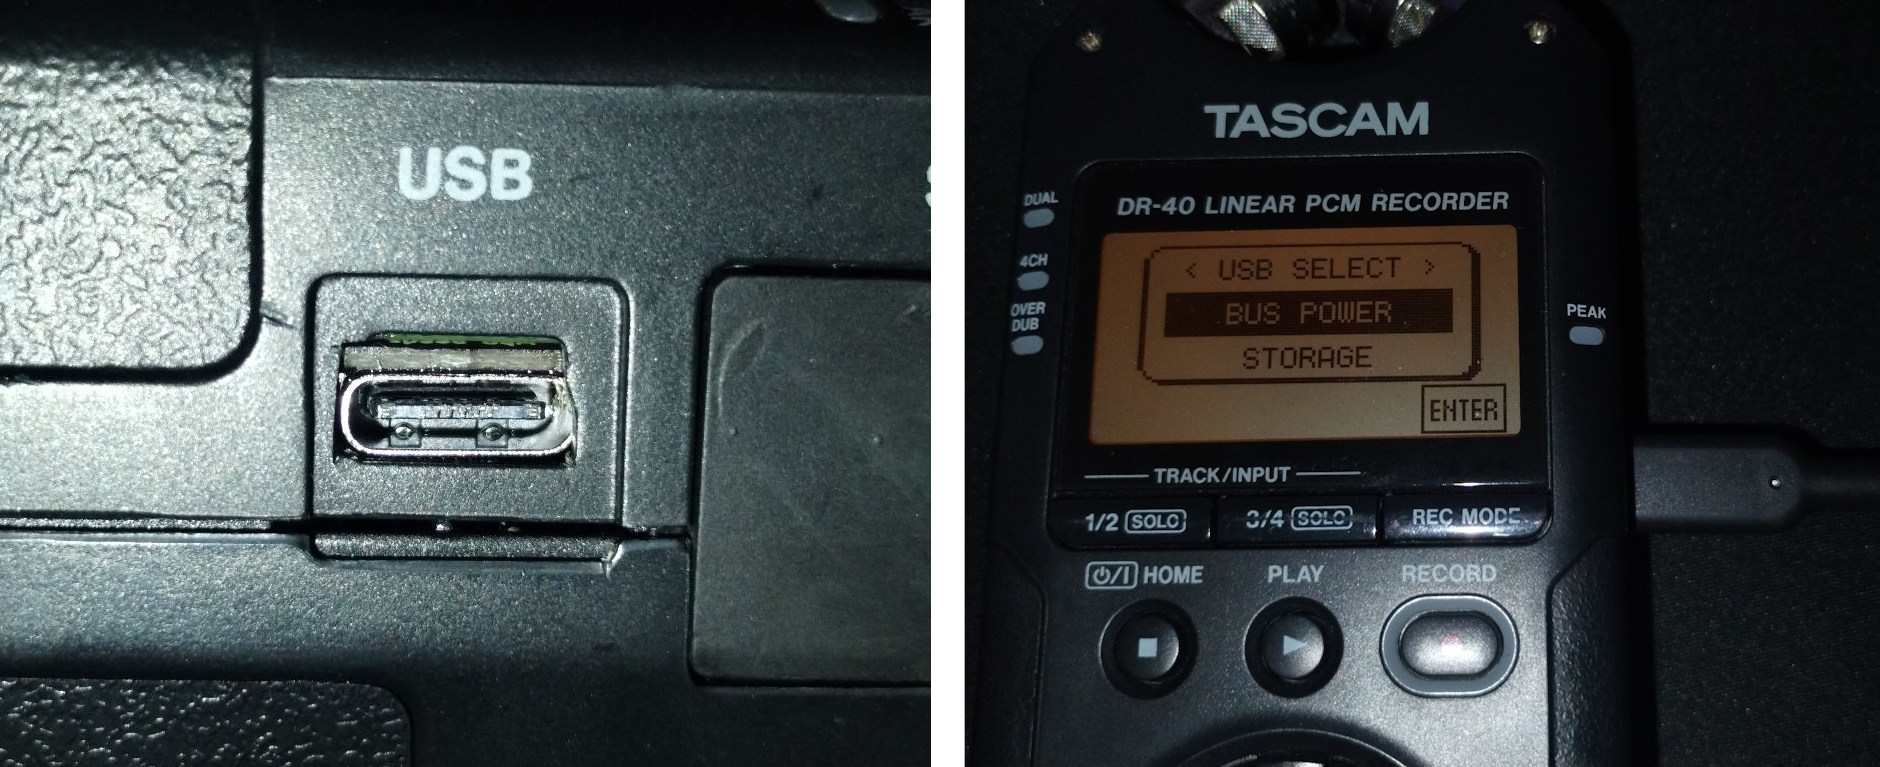 USB
TASCAM
DR-40 LINEAR PCM RECORDER
DUAL
4CH
OVER
DUB
PEAK
< USB SELECT >
BUS POWER
STORAGE
ENTER
TRACK/INPUT
1/2 SOLO
3/4 SOLO
REC MODE
HOME
PLAY
RECORD